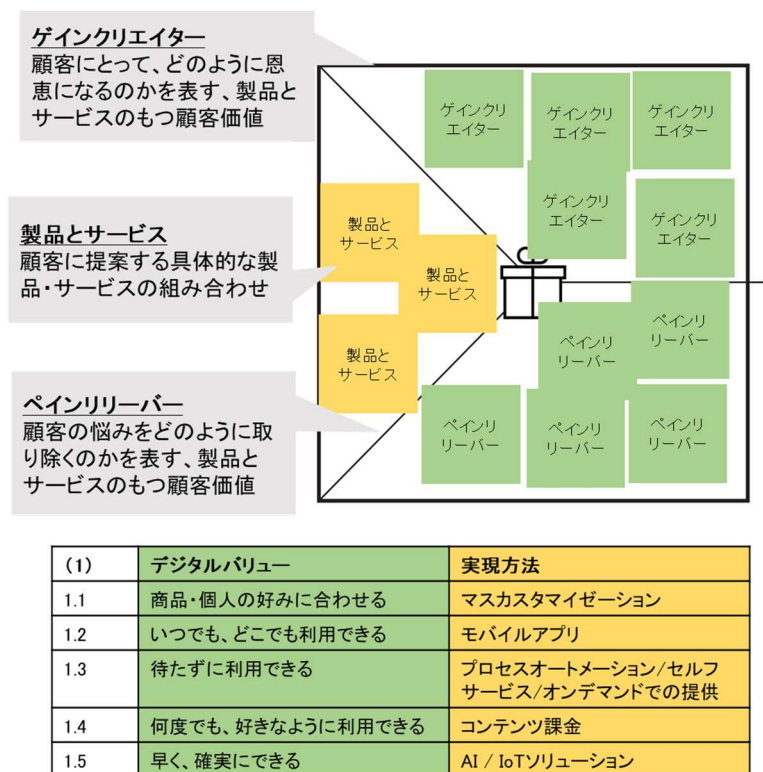 ゲインクリエイター
顧客にとって、どのように恩
恵になるのかを表す、製品と
サービスのもつ顧客価値
ゲインクリ
エイター
ゲインクリ
エイター
ゲインクリ
エイター
ゲインクリ
エイター
ゲインクリ
エイター
製品とサービス
顧客に提案する具体的な製
品・サービスの組み合わせ
製品と
サービス
製品と
サービス
製品と
サービス
ペインリリーバー
顧客の悩みをどのように取
り除くのかを表す、製品と
サービスのもつ顧客価値
ペインリ
リーバー
ペインリ
リーバー
ペインリ
リーバー
ペインリ
リーバー
ペインリ
リーバー
(1) デジタルバリュー 実現方法
1.1 商品・個人の好みに合わせる マスカスタマイゼーション
1.2 いつでも、どこでも利用できる モバイルアプリ
1.3 待たずに利用できる プロセスオートメーション/セルフ
サービス/オンデマンドでの提供
1.4 何度でも、好きなように利用できる コンテンツ課金
1.5 早く、確実にできる AI / IoTソリューション